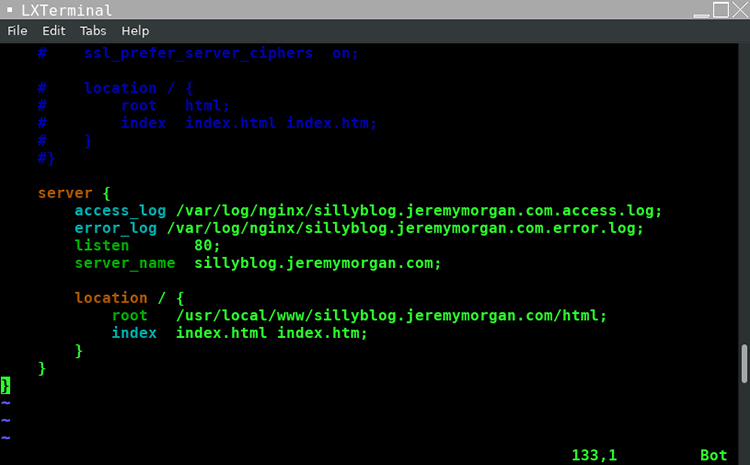 LXTerminal
File Edit Tabs Help
#    ssl_prefer_server_ciphers  on;
#    location / {
#        root   html;
#        index  index.html index.htm;
#    }
#}
server {
access_log /var/log/nginx/sillyblog.jeremymorgan.com.access.log;
error_log /var/log/nginx/sillyblog.jeremymorgan.com.error.log;
listen       80;
server_name  sillyblog.jeremymorgan.com;
location / {
root   /usr/local/www/sillyblog.jeremymorgan.com/html;
index  index.html index.htm;
}
}
}
~
~
~
133,1 Bot